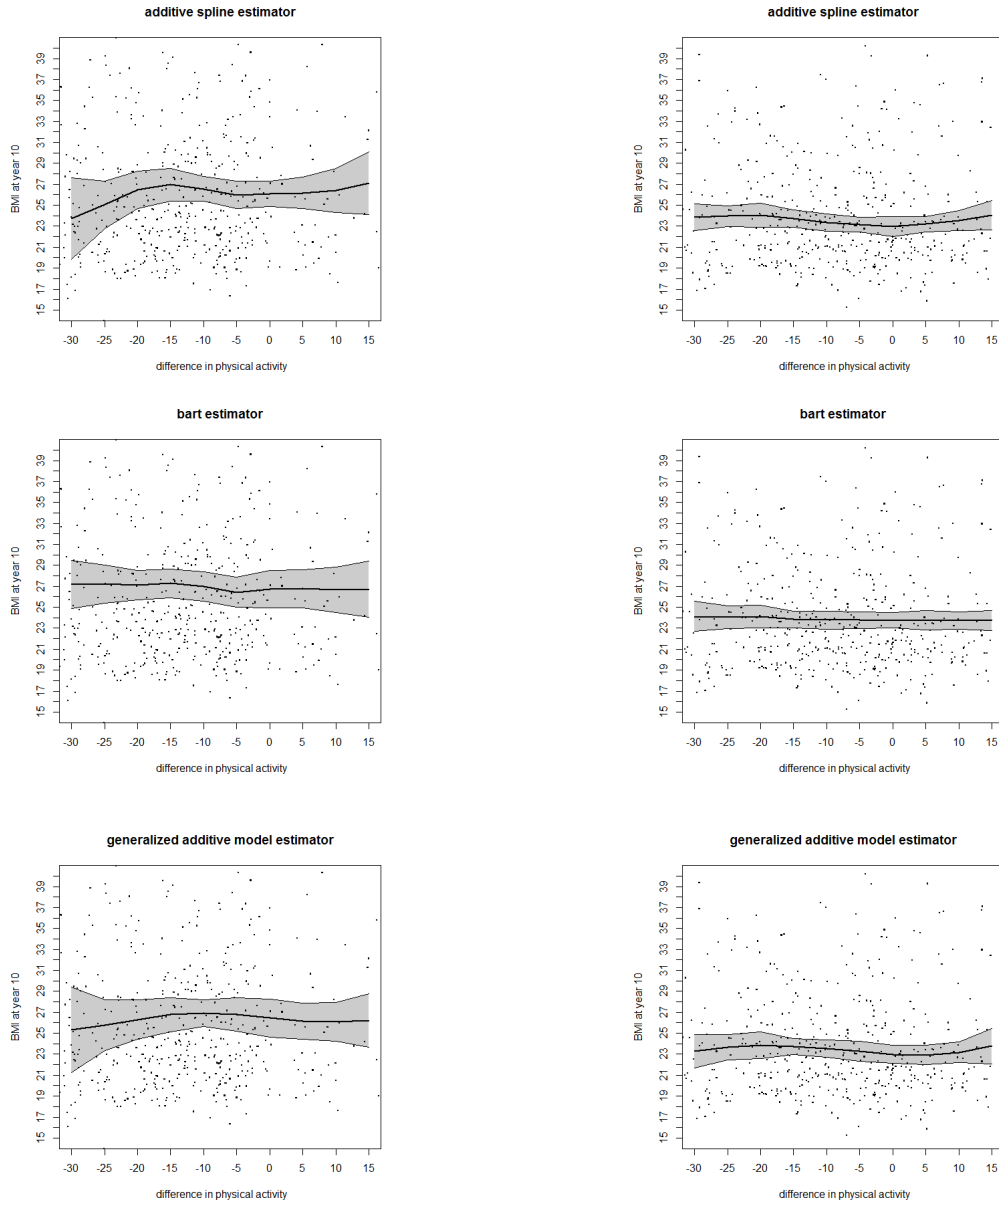 additive spline estimator
BMI at year 10
15 17 19 21 23 25 27 29 31 33 35 37 39
-30 -25 -20 -15 -10 -5 0 5 10 15
difference in physical activity
additive spline estimator
BMI at year 10
15 17 19 21 23 25 27 29 31 33 35 37 39
-30 -25 -20 -15 -10 -5 0 5 10 15
difference in physical activity
bart estimator
BMI at year 10
15 17 19 21 23 25 27 29 31 33 35 37 39
-30 -25 -20 -15 -10 -5 0 5 10 15
difference in physical activity
bart estimator
BMI at year 10
15 17 19 21 23 25 27 29 31 33 35 37 39
-30 -25 -20 -15 -10 -5 0 5 10 15
difference in physical activity
generalized additive model estimator
BMI at year 10
15 17 19 21 23 25 27 29 31 33 35 37 39
-30 -25 -20 -15 -10 -5 0 5 10 15
difference in physical activity
generalized additive model estimator
BMI at year 10
15 17 19 21 23 25 27 29 31 33 35 37 39
-30 -25 -20 -15 -10 -5 0 5 10 15
difference in physical activity